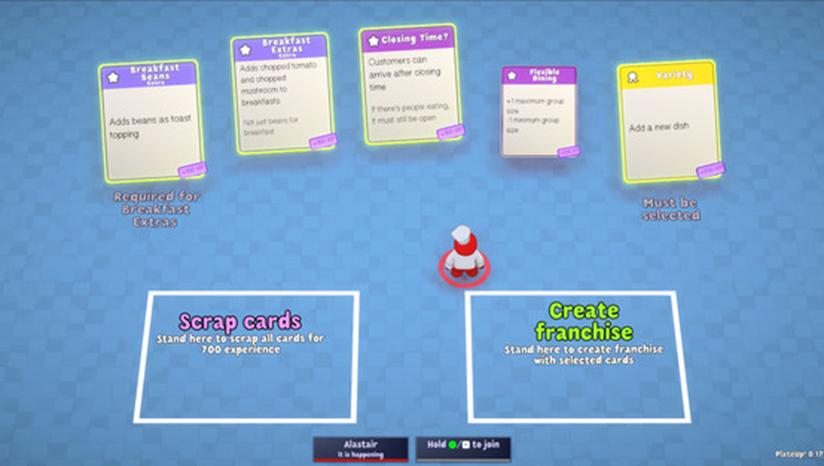 Breakfast
Beans
Extra
Adds beans as toast
topping
Required for
Breakfast
Extras
Breakfast
Extras
Extra
Adds chopped tomato
and chopped
mushroom to
breakfasts
Not just beans for
breakfast
Closing Time?
Customers can
arrive after closing
time
If there's people eating,
it must still be open
Flexible
Dining
+1 maximum group
size
-1 minimum group
size
Variety
Add a new dish
Must be
selected
Scrap cards
Stand here to scrap all cards for
700 experience
Create
franchise
Stand here to create franchise
with selected cards
Alastair
it is happening
Hold / to join
PlateUp! 0.17